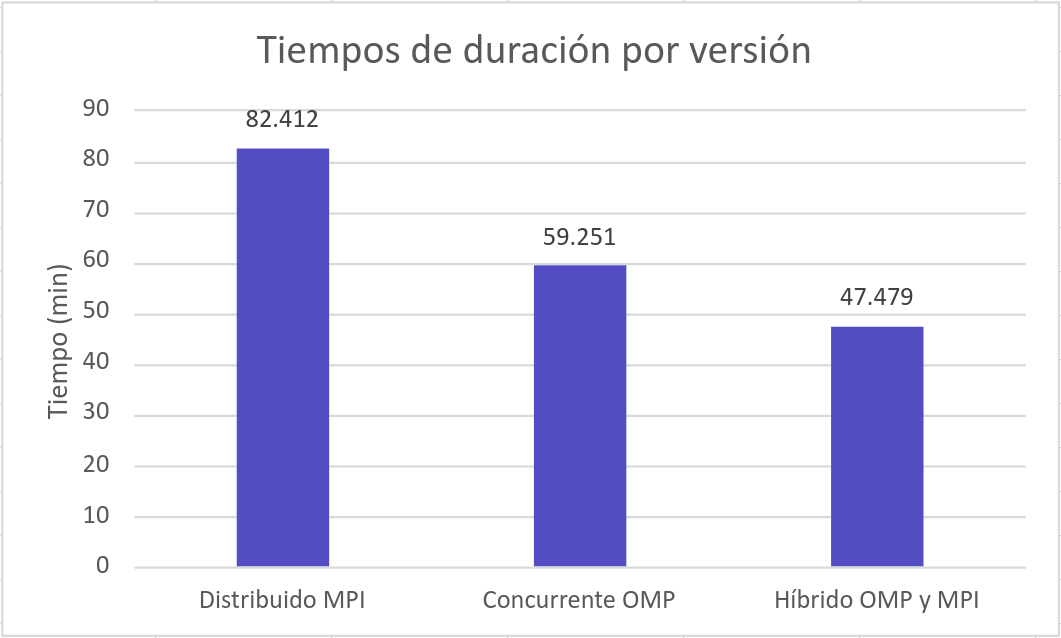 Tiempos de duración por versión
Tiempo (min)
90
80
70
60
50
40
30
20
10
0
82.412
59.251
47.479
Distribuido MPI
Concurrente OMP
Híbrido OMP y MPI